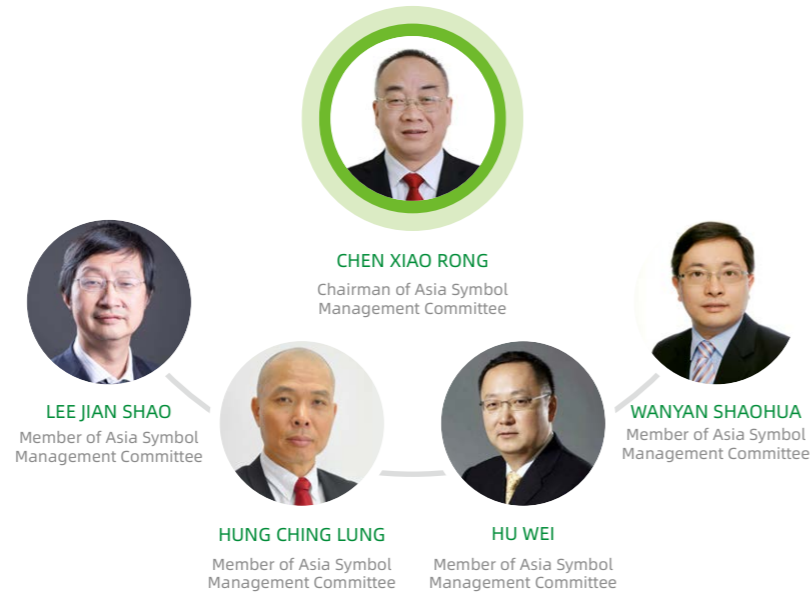 CHEN XIAO RONG
Chairman of Asia Symbol
Management Committee
LEE JIAN SHAO
Member of Asia Symbol
Management Committee
WANYAN SHAOHUA
Member of Asia Symbol
Management Committee
HUNG CHING LUNG
Member of Asia Symbol
Management Committee
HU WEI
Member of Asia Symbol
Management Committee